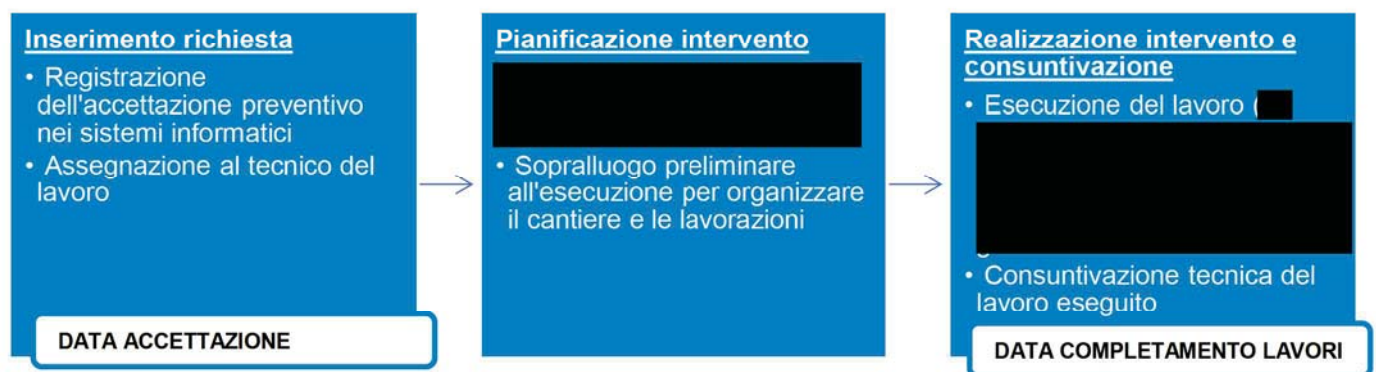 Inserimento richiesta
• Registrazione
dell'accettazione preventivo
nei sistemi informatici
• Assegnazione al tecnico del
lavoro
DATA ACCETTAZIONE
Pianificazione intervento
• Sopralluogo preliminare
all'esecuzione per organizzare
il cantiere e le lavorazioni
Realizzazione intervento e
consuntivazione
• Esecuzione del lavoro (
• Consuntivazione tecnica del
lavoro eseguito
DATA COMPLETAMENTO LAVORI